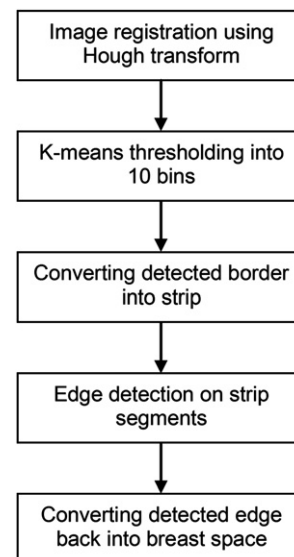 Image registration using
Hough transform
K-means thresholding into
10 bins
Converting detected border
into strip
Edge detection on strip
segments
Converting detected edge
back into breast space